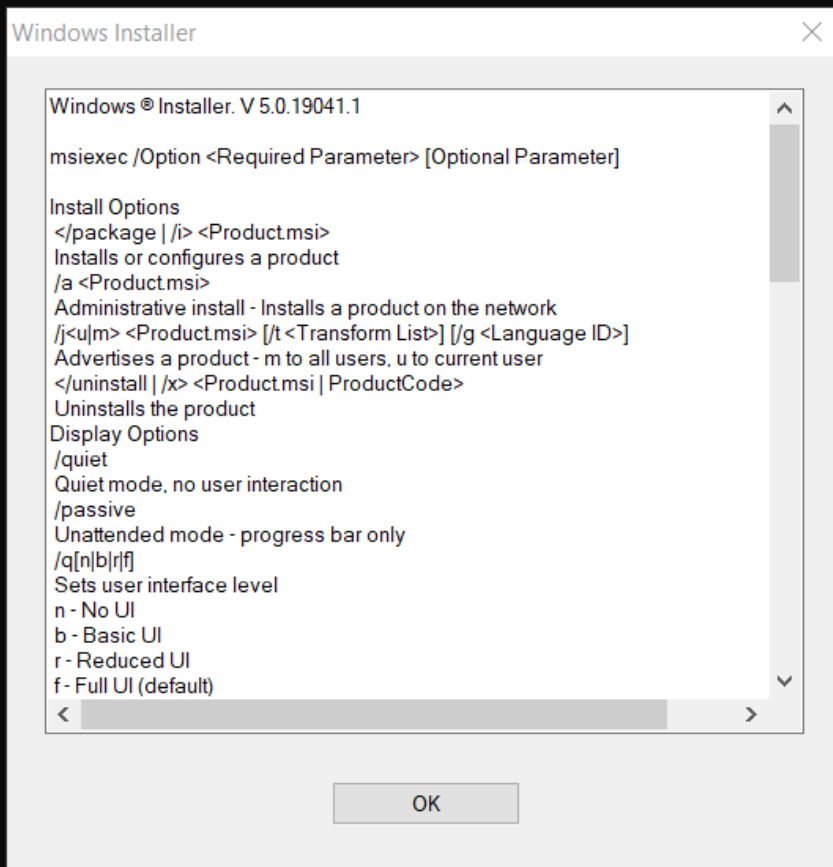 Windows Installer
Windows ® Installer. V 5.0.19041.1
msiexec /Option <Required Parameter> [Optional Parameter]
Install Options
</package | /i> <Product.msi>
Installs or configures a product
/a <Product.msi>
Administrative install - Installs a product on the network
/j<u|m> <Product.msi> [/t <Transform List>] [/g <Language ID>]
Advertises a product - m to all users, u to current user
</uninstall | /x> <Product.msi | ProductCode>
Uninstalls the product
Display Options
/quiet
Quiet mode, no user interaction
/passive
Unattended mode - progress bar only
/q[n|b|r|f]
Sets user interface level
n - No UI
b - Basic UI
r - Reduced UI
f - Full UI (default)
OK